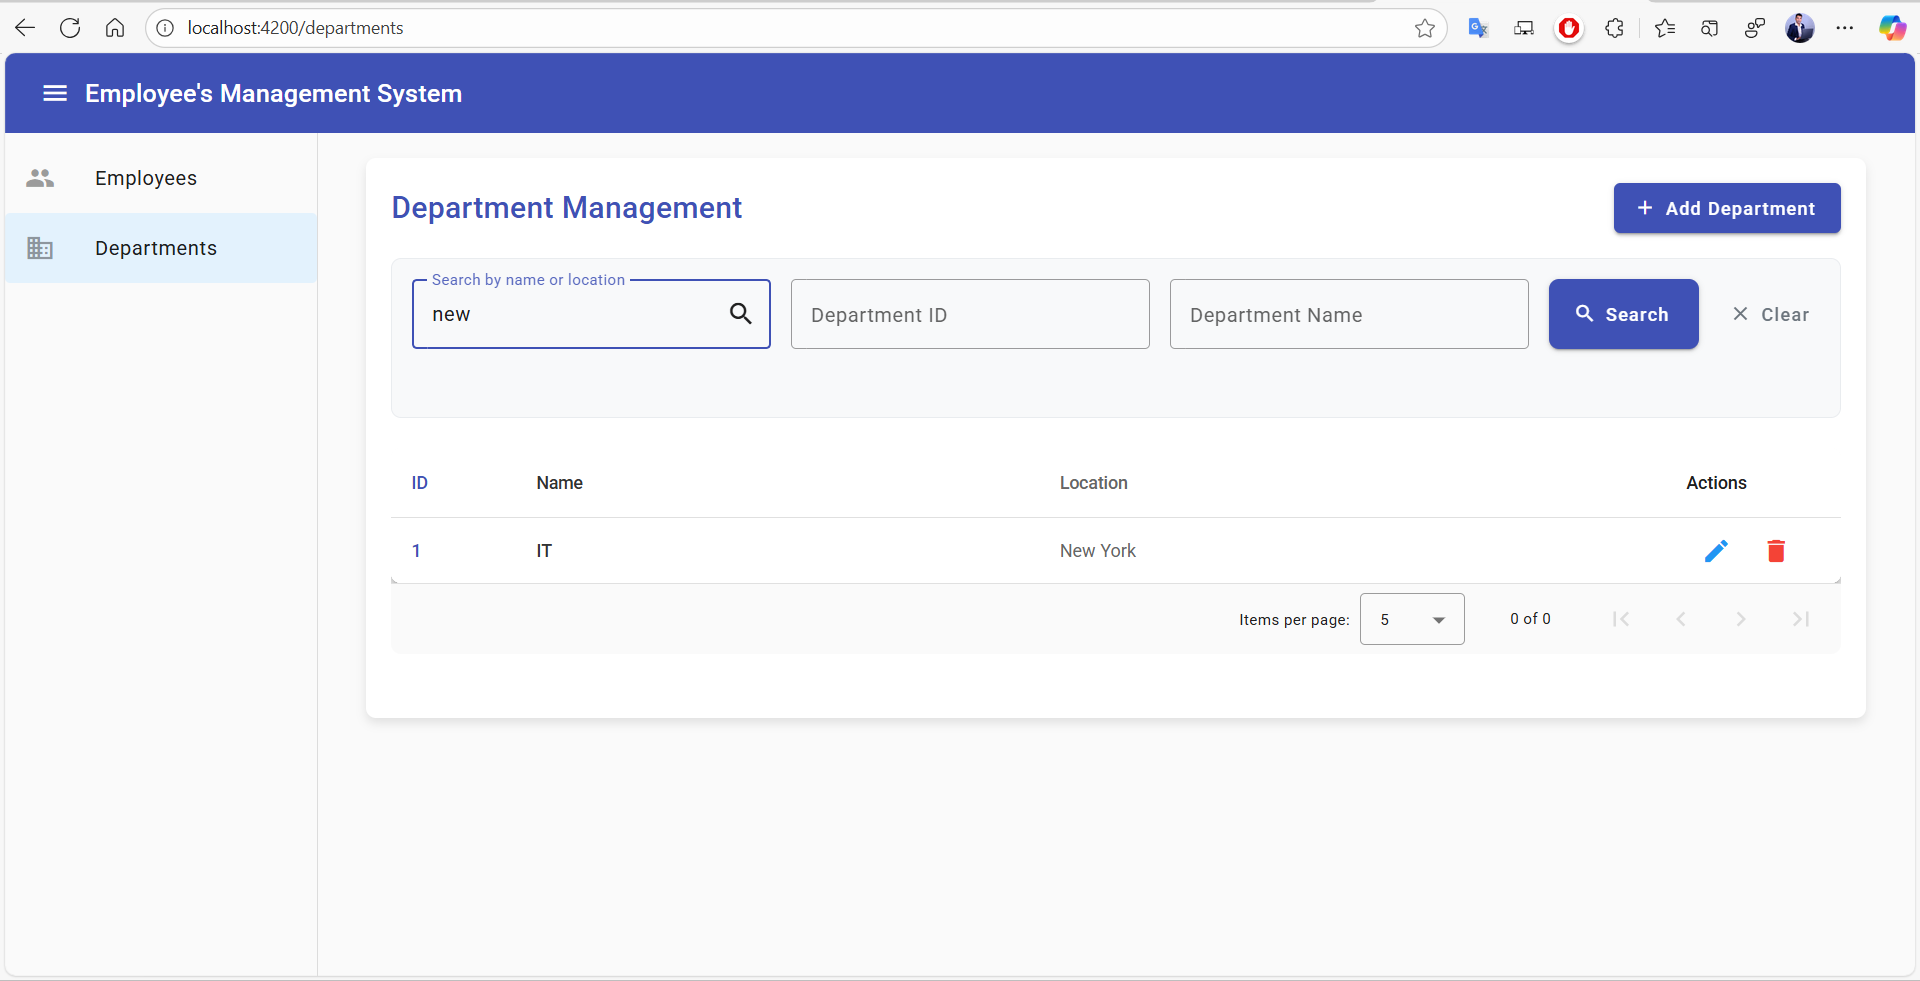 localhost:4200/departments
Employee's Management System
Employees
Departments
Department Management
Add Department
Search by name or location
new
Department ID
Department Name
Search
Clear
ID Name Location Actions
1 IT New York
Items per page: 5 0 of 0